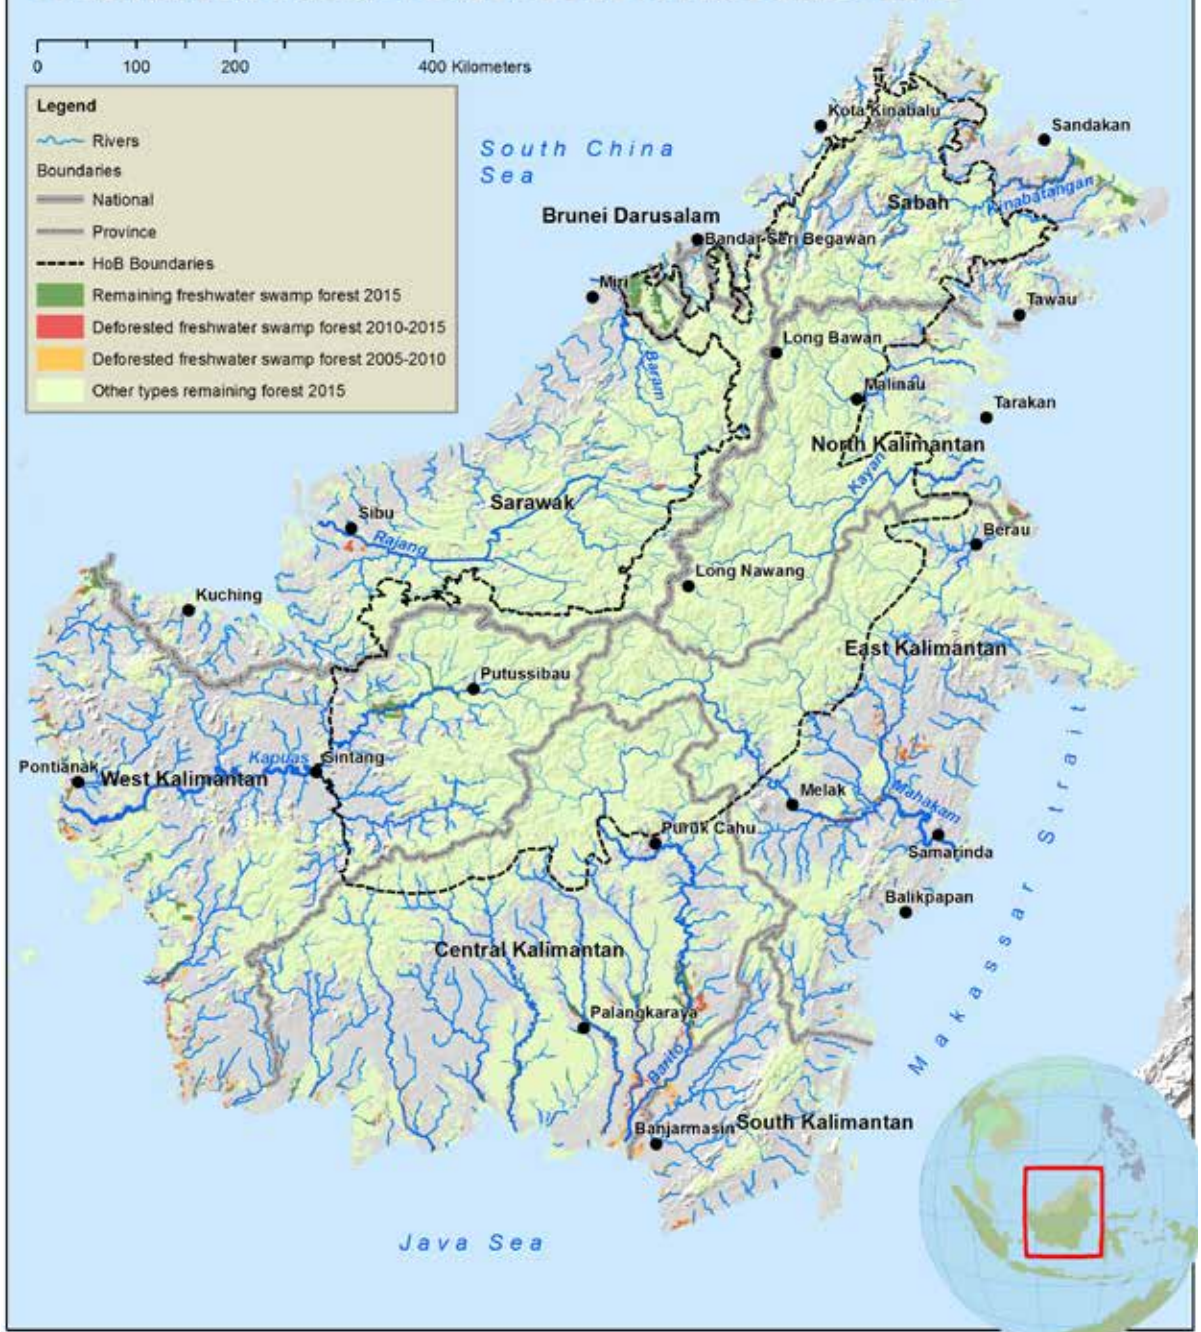 0 100 200 400 Kilometers
Legend
Rivers
Boundaries
National
Province
HoB Boundaries
Remaining freshwater swamp forest 2015
Deforested freshwater swamp forest 2010-2015
Deforested freshwater swamp forest 2005-2010
Other types remaining forest 2015
South China
Sea
Kota Kinabalu
Sandakan
Kinabatangan
Sabah
Brunei Darusalam
Bandar Seri Begawan
Miri
Tawau
Long Bawan
Baram
Malinau
Tarakan
North Kalimantan
Kayan
Sarawak
Sibu
Rajang
Berau
Long Nawang
Kuching
East Kalimantan
Putussibau
Makassar Strait
Pontianak
West Kalimantan
Kapuas
Sintang
Melak
Mahakam
Puruk Cahu
Samarinda
Balikpapan
Central Kalimantan
Palangkaraya
Barito
Banjarmasin
South Kalimantan
Java Sea